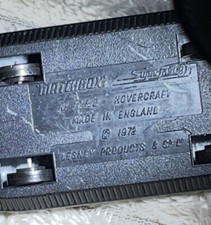 MATCHBOX SUPERFAST
HOVERCRAFT
MADE IN ENGLAND
© 1972
LESNEY PRODUCTS & Co